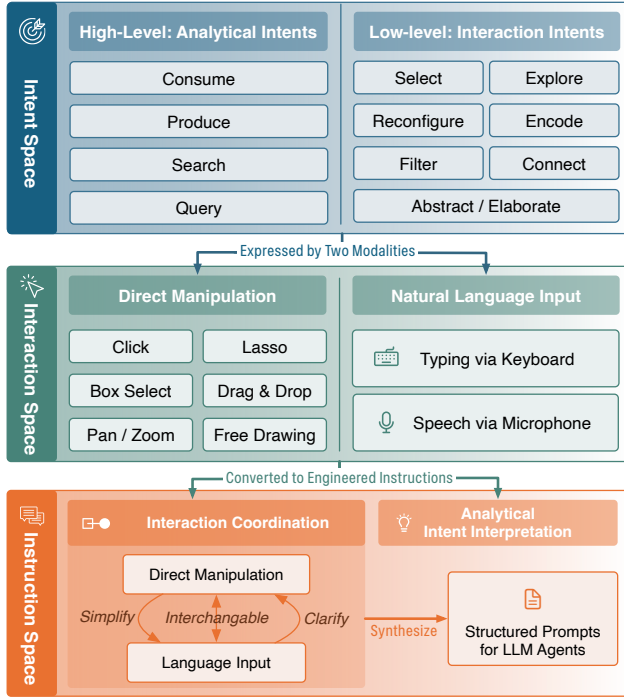 Intent Space
High-Level: Analytical Intents
Consume
Produce
Search
Query
Low-level: Interaction Intents
Select
Explore
Reconfigure
Encode
Filter
Connect
Abstract / Elaborate
Expressed by Two Modalities
Interaction Space
Direct Manipulation
Click
Lasso
Box Select
Drag & Drop
Pan / Zoom
Free Drawing
Natural Language Input
Typing via Keyboard
Speech via Microphone
Converted to Engineered Instructions
Instruction Space
Interaction Coordination
Direct Manipulation
Simplify
Interchangable
Clarify
Language Input
Synthesize
Analytical
Intent Interpretation
Structured Prompts
for LLM Agents